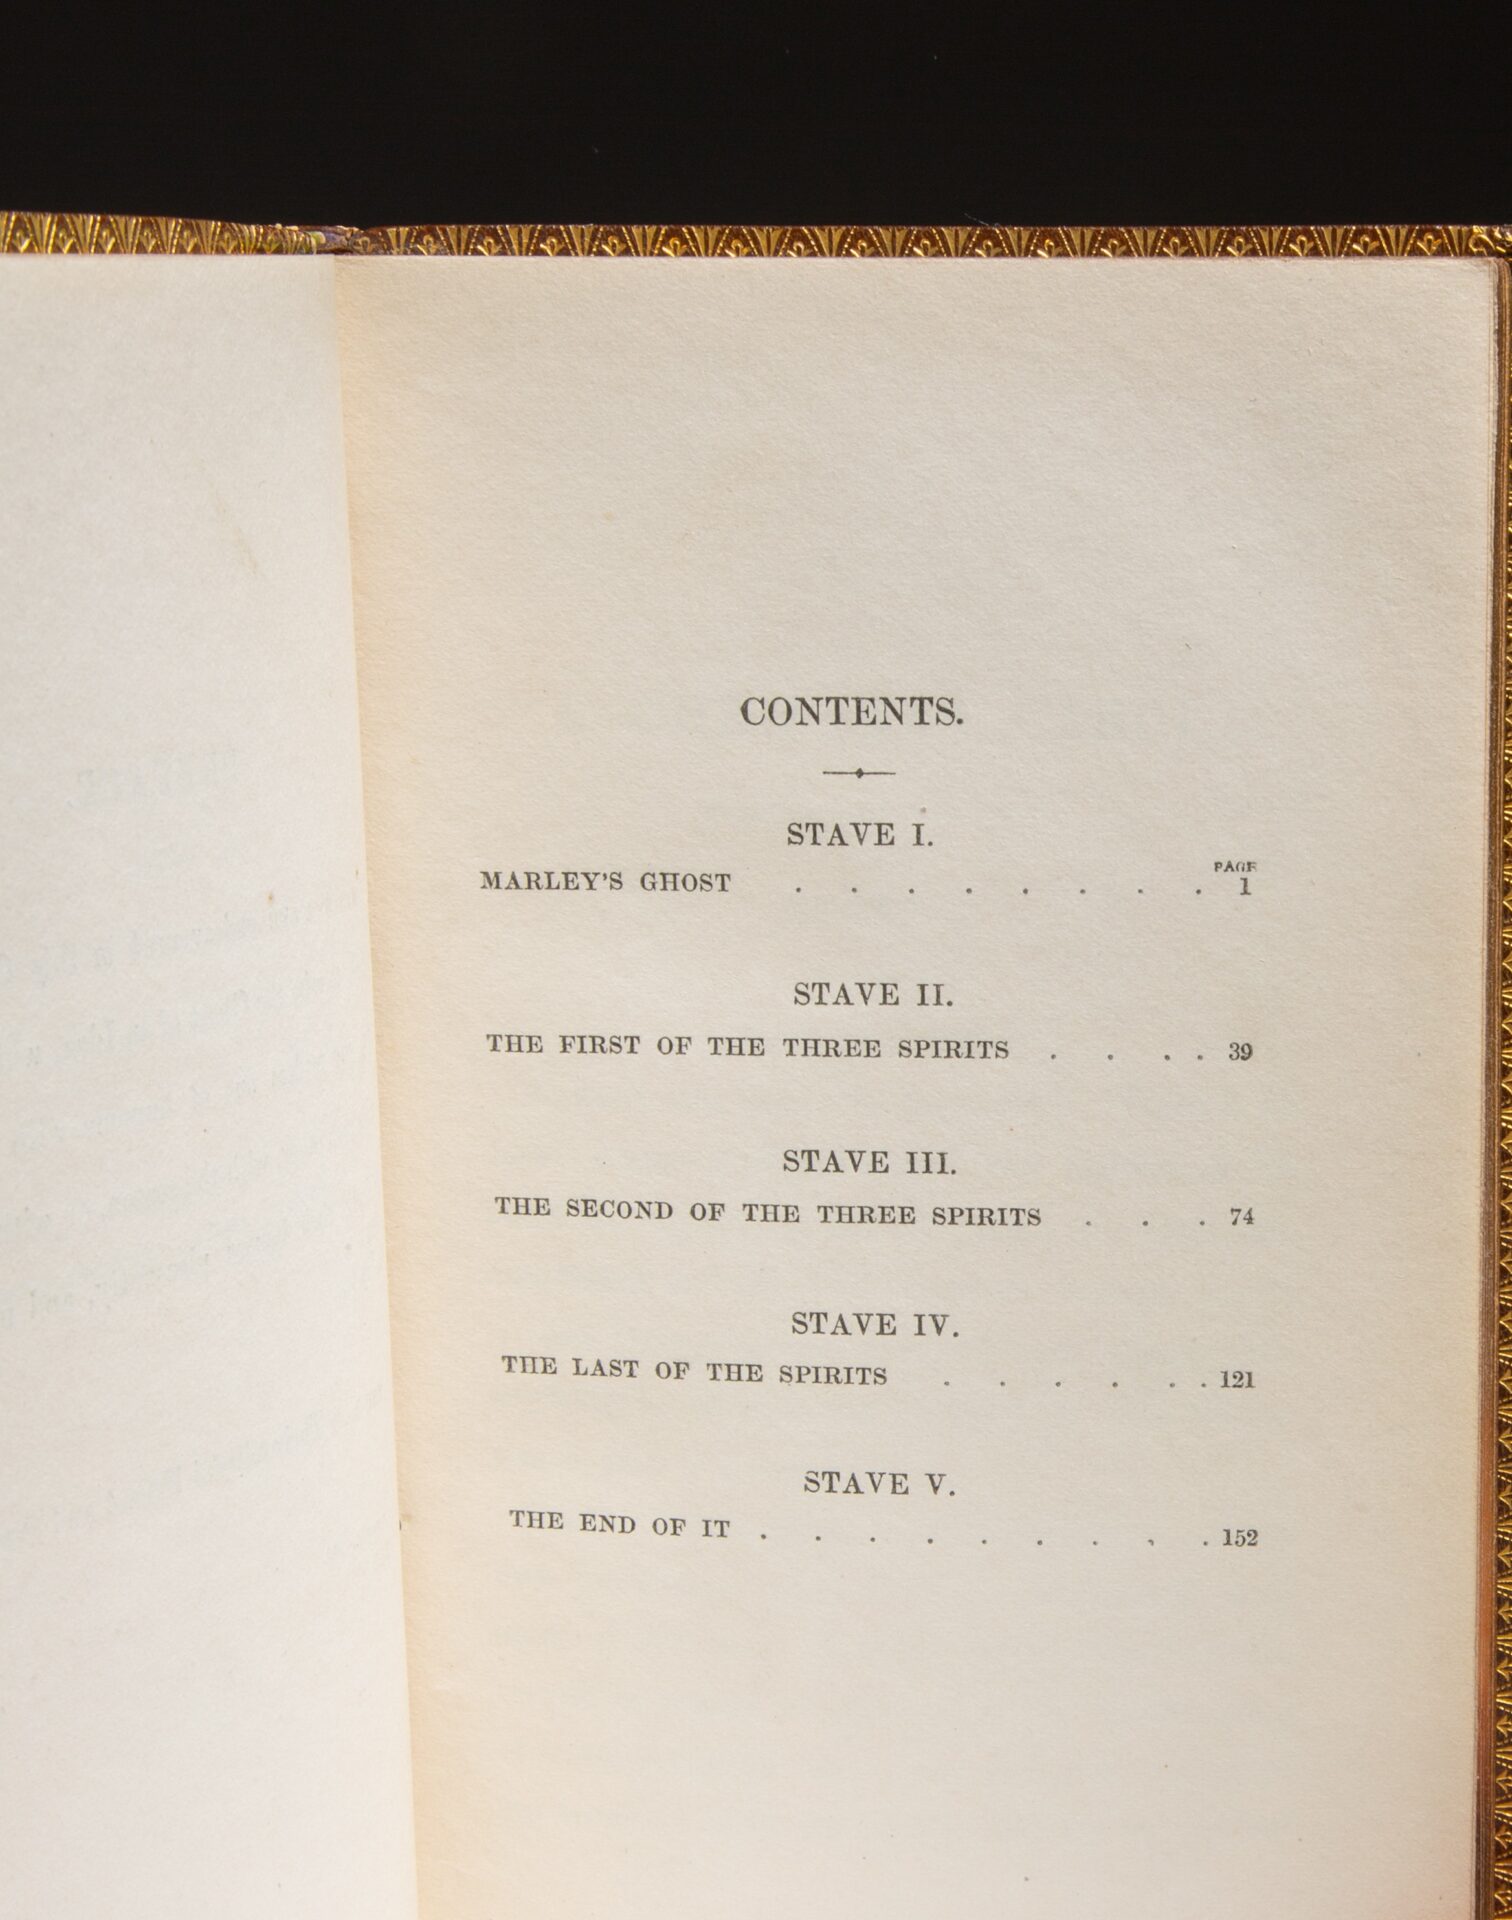 CONTENTS.
STAVE I.
PAGE
MARLEY'S GHOST . . . . . . . . 1
STAVE II.
THE FIRST OF THE THREE SPIRITS . . . . 39
STAVE III.
THE SECOND OF THE THREE SPIRITS . . . 74
STAVE IV.
THE LAST OF THE SPIRITS . . . . . . 121
STAVE V.
THE END OF IT . . . . . . . . . 152